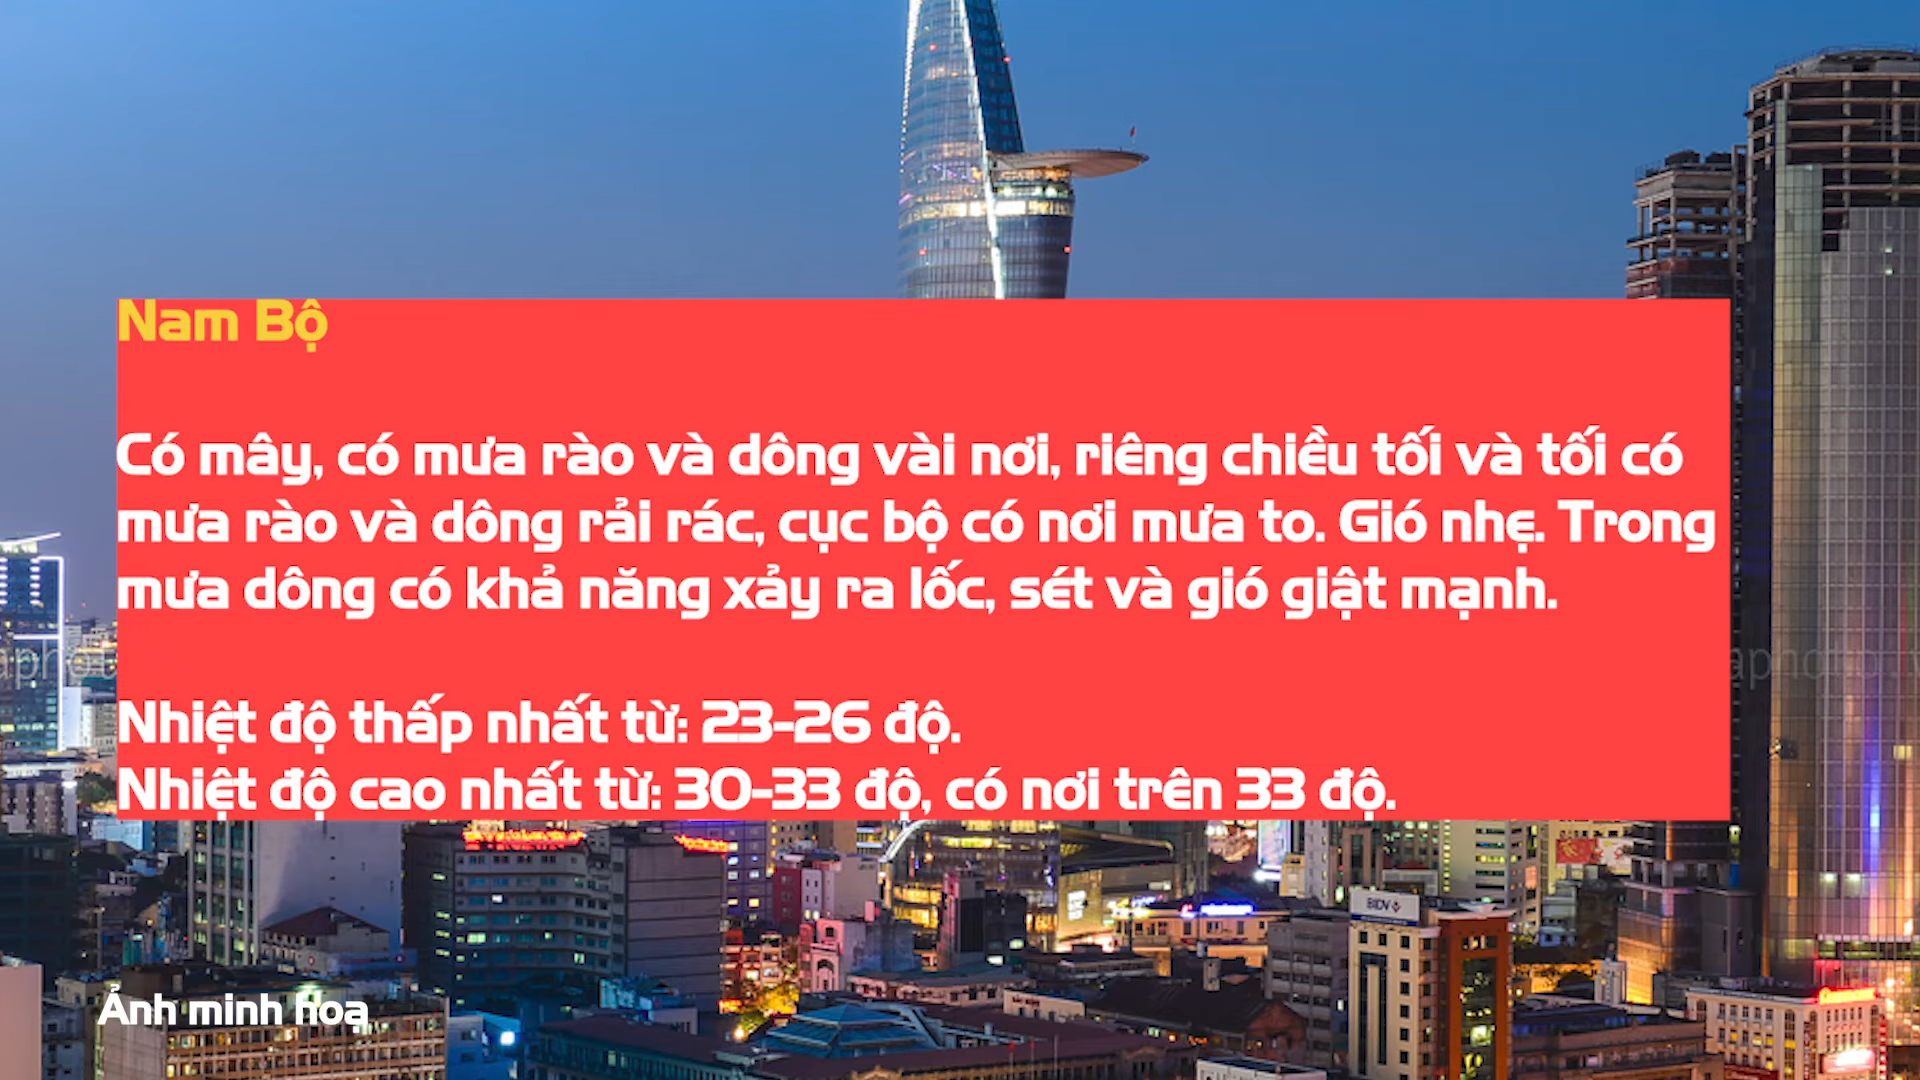 Nam Bộ
Có mây, có mưa rào và dông vài nơi, riêng chiều tối và tối có
mưa rào và dông rải rác, cục bộ có nơi mưa to. Gió nhẹ. Trong
mưa dông có khả năng xảy ra lốc, sét và gió giật mạnh.
Nhiệt độ thấp nhất từ: 23-26 độ.
Nhiệt độ cao nhất từ: 30-33 độ, có nơi trên 33 độ.
BIDV
Ảnh minh hoạ